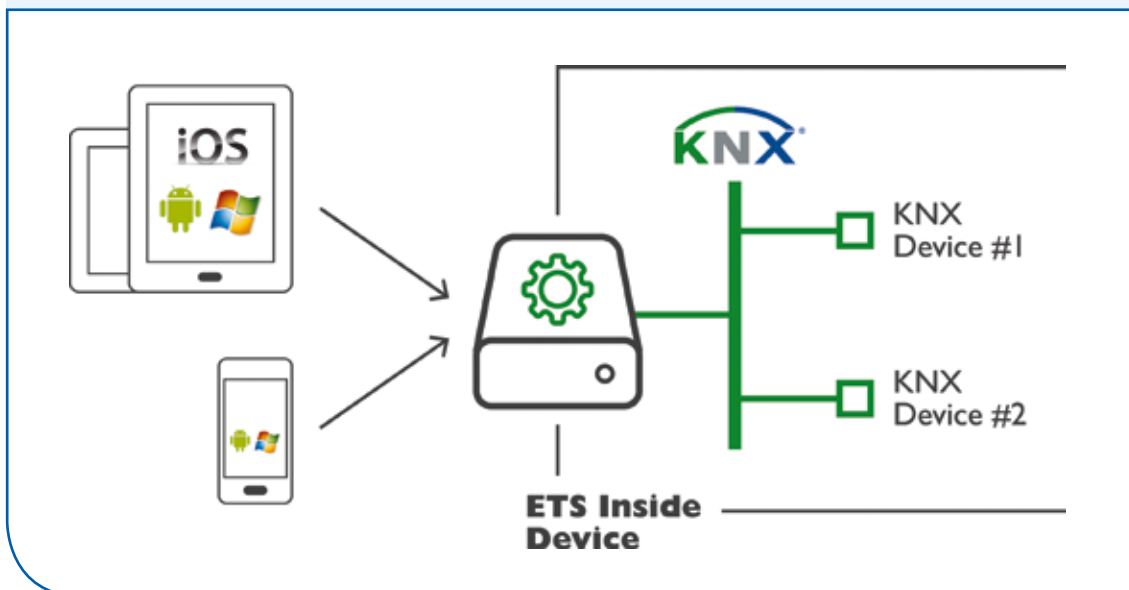 iOS
KNX
KNX
Device #1
KNX
Device #2
ETS Inside
Device